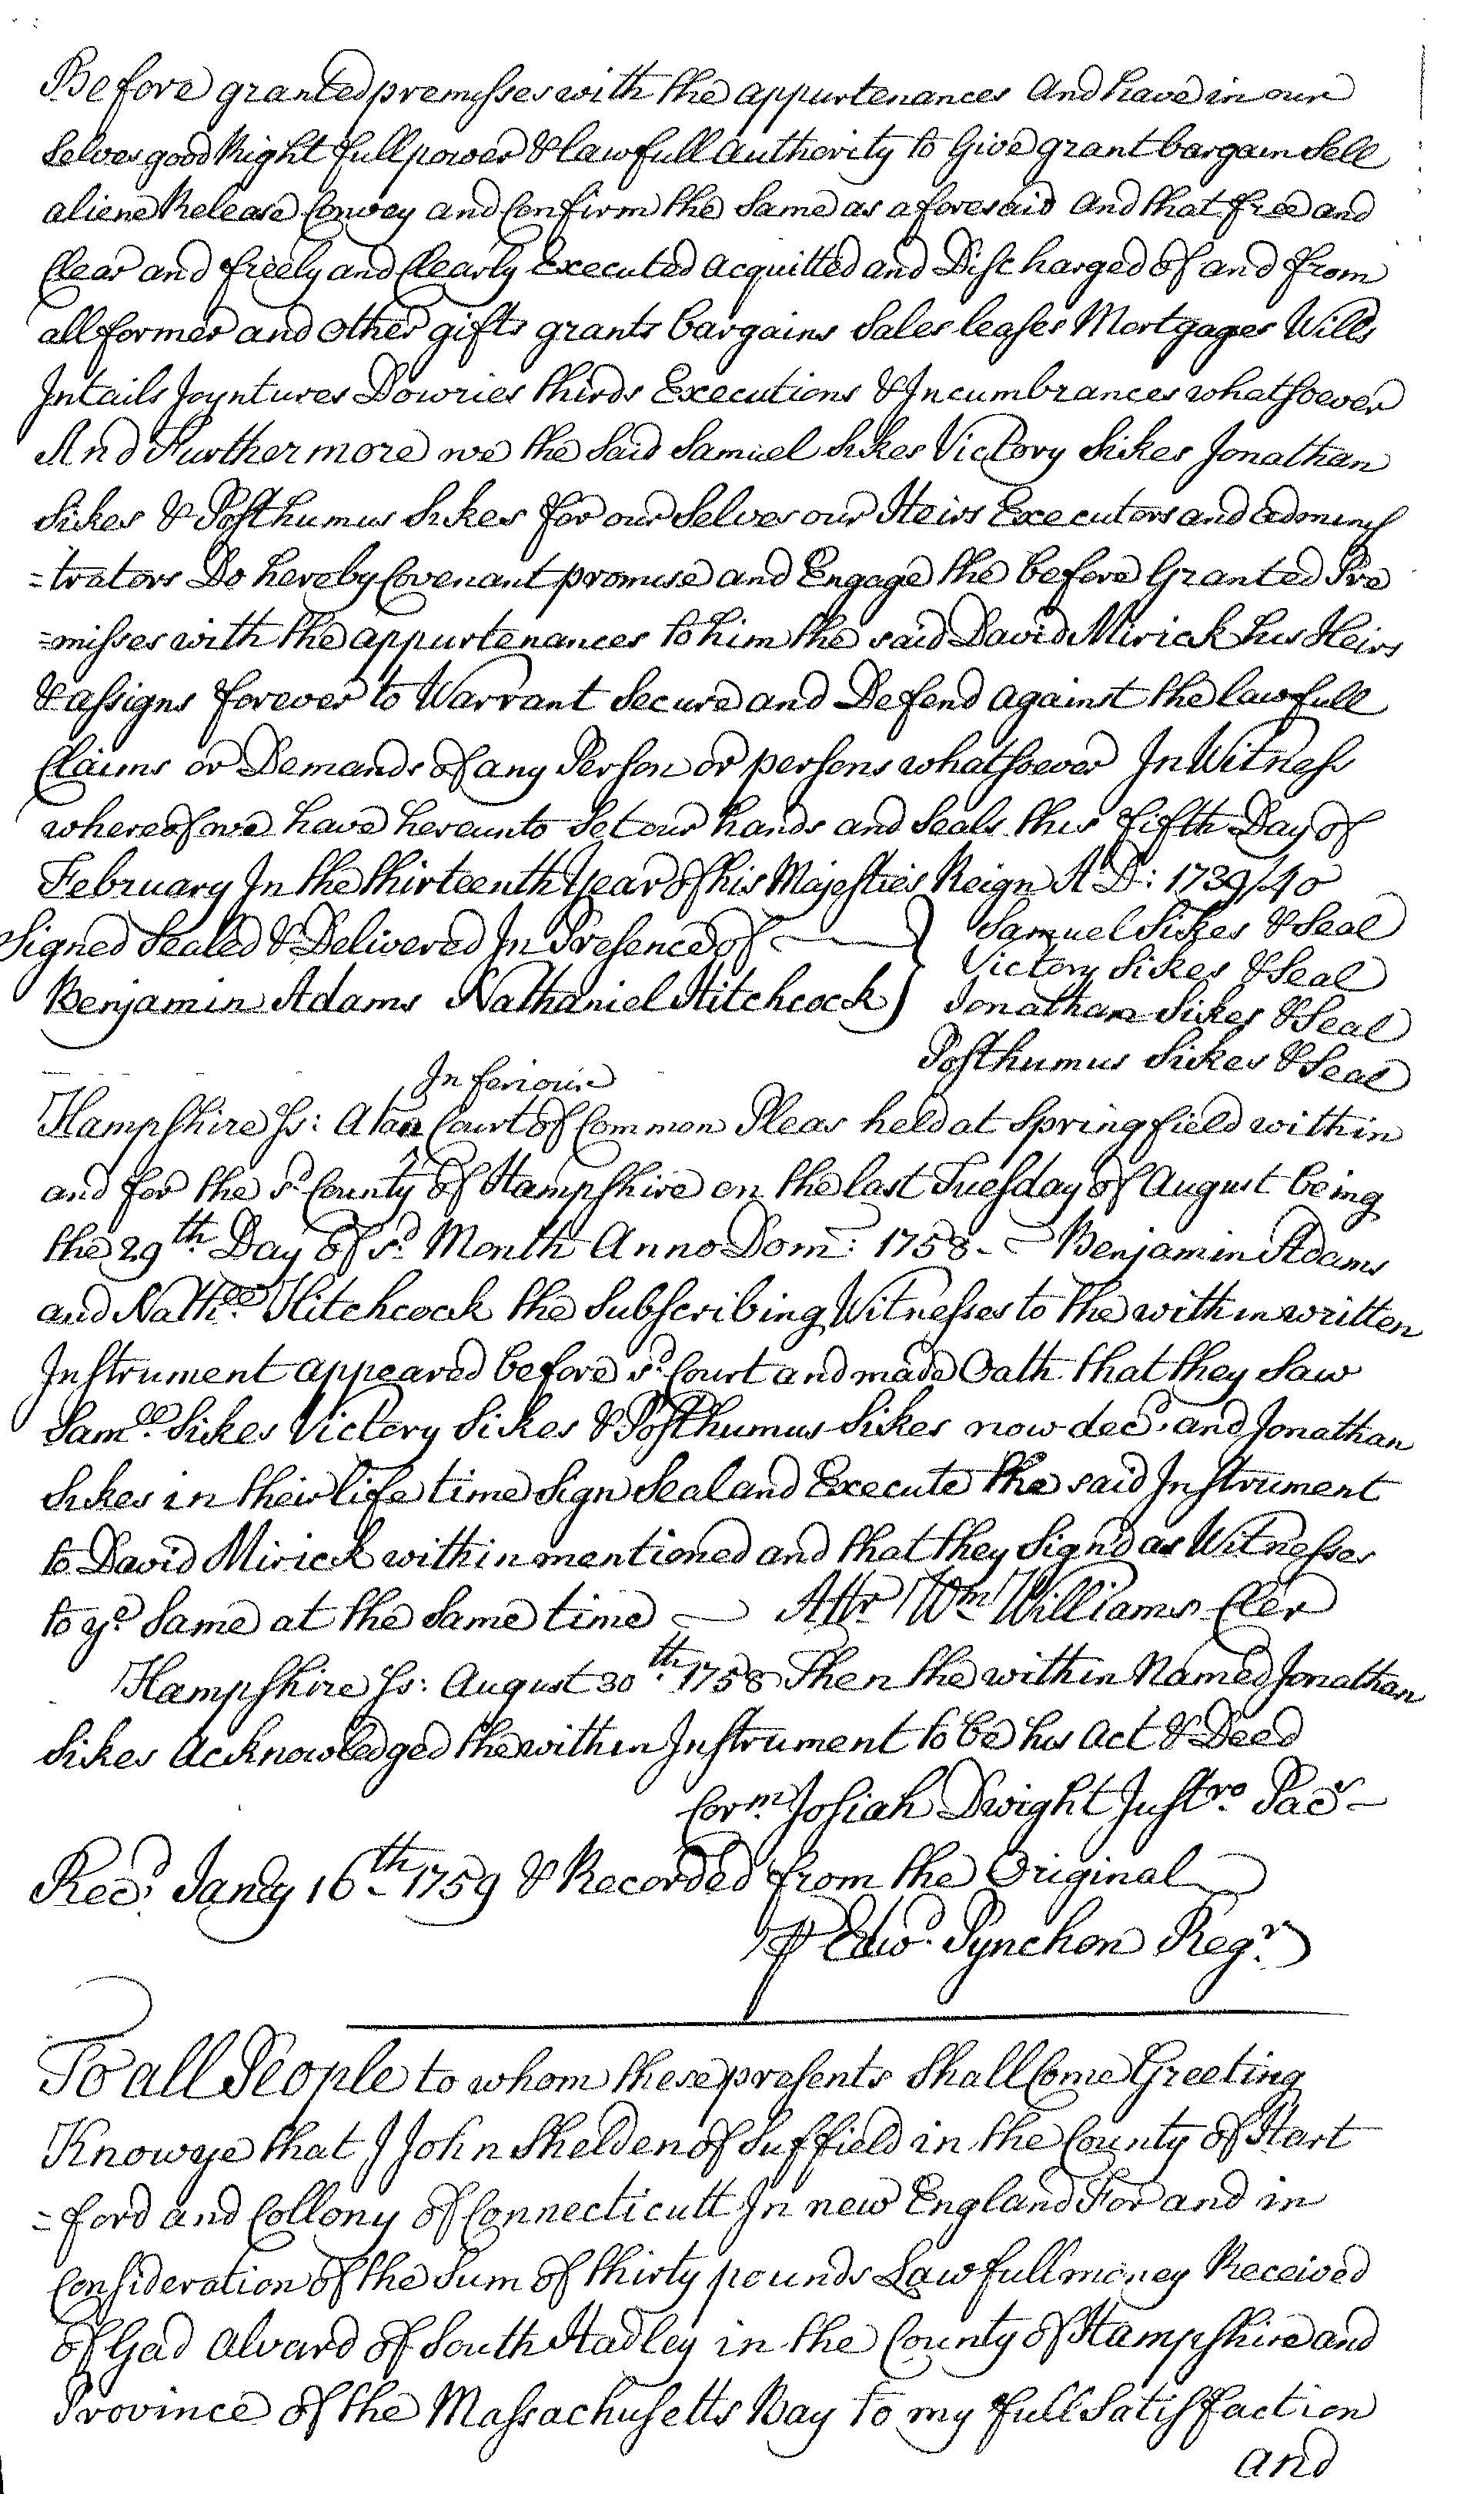 Before granted premisses with the appurtenances And have in our
Selves good Right full power & lawfull Authority to Give grant bargain Sell
aliene Release Convey and Confirm the Same as aforesaid And that free and
Clear and freely and Clearly Executed acquitted and Discharged of and from
all former and other gifts grants bargains Sales leases Mortgages Wills
Intails Joyntures Dowries thirds Executions & Incumbrances whatsoever
And Furthermore we the Said Samuel Sikes Victory Sikes Jonathan
Sikes & Posthumus Sikes for our Selves our Heirs Executors and adminis
=trators Do hereby Covenant promise and Engage the before Granted Pre
=misses with the appurtenances to him the said David Mirick his Heirs
& assigns forever to Warrant Secure and Defend against the lawfull
Claims or Demands of any Person or persons whatsoever In Witness
whereof we have hereunto Set our hands and Seals this fifth Day of
February In the thirteenth Year of his Majesties Reign A D: 1739/40
Signed Sealed & Delivered In Presence of } Samuel Sikes & Seal
Victory Sikes & Seal
Benjamin Adams Nathaniel Hitchcock } Jonathan Sikes & Seal
Posthumus Sikes & Seal
Inferiour
Hampshire Ss: At an Court of Common Pleas held at Springfield within
and for the sd. County of Hampshire on the last Tuesday of August being
the 29th. Day of sd. Month Anno Dom: 1758 - Benjamin Adams
and Nathll. Hitchcock the Subscribing Witnesses to the within written
Instrument appeared before sd. Court and made Oath that they Saw
Samll. Sikes Victory Sikes & Posthumus Sikes now decd. and Jonathan
Sikes in their life time Sign Seal and Execute the said Instrument
to David Mirick within mentioned and that they Signd as Witnesses
to ye. Same at the Same time — Attr Wm Williams Cler
Hampshire Ss: August 30th. 1758 Then the within Named Jonathan
Sikes Acknowledged the within Instrument to be his Act & Deed
Corm. Josiah Dwight Justre. Pacs -
Recd. Jany 16th. 1759 & Recorded from the Original
⅌ Edwd. Pynchon Regr.
To all People to whom these presents Shall Come Greeting
Know ye that I John Shelden of Suffield in the County of Hart
=ford and Collony of Connecticutt In new England For and in
Consideration of the Sum of thirty pounds Lawfull money Received
of Gad Alvard of South Hadley in the County of Hampshire and
Province of the Massachusetts Bay to my full Satisfaction
and